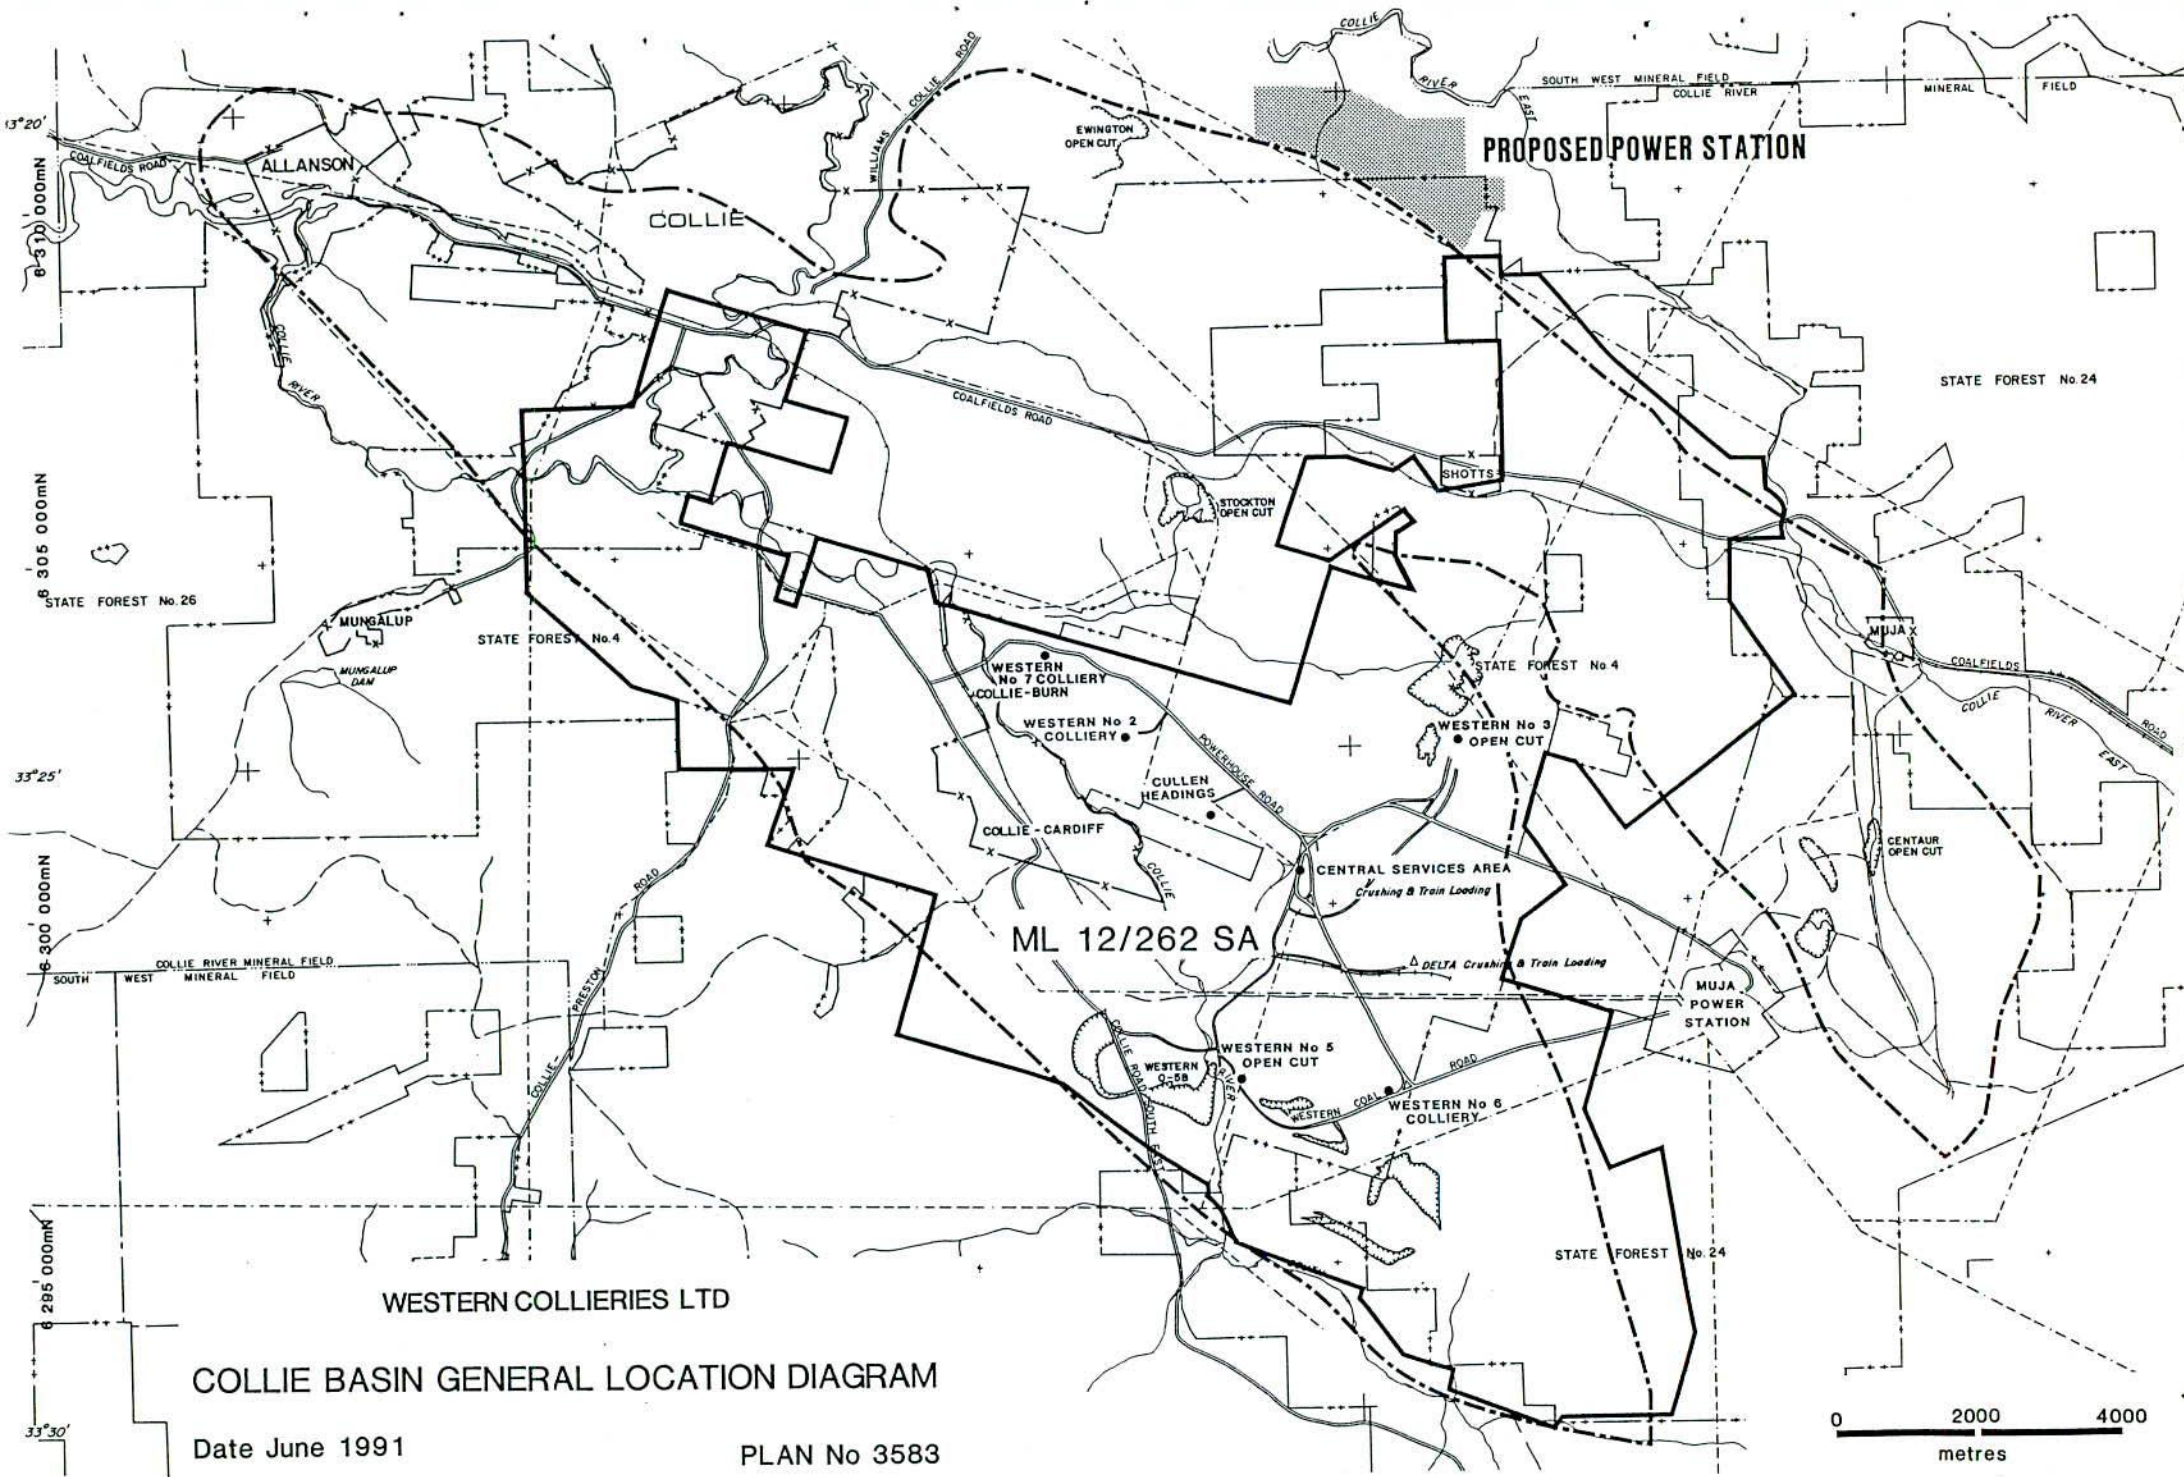 COLLIE
ROAD
RIVER
SOUTH WEST MINERAL FIELD
COLLIE RIVER
MINERAL
FIELD
EAST
COLLIE
WILLIAMS
EWINGTON
OPEN CUT
PROPOSED POWER STATION
COALFIELDS ROAD
ALLANSON
6 310 000mN
COLLIE
COLLIE
RIVER
STATE FOREST No. 24
COALFIELDS ROAD
SHOTTS
STOCKTON
OPEN CUT
6 305 000mN
STATE FOREST No. 26
MUNGALUP
STATE FOREST No. 4
MUNGALUP
DAM
MUJA
COALFIELDS
ROAD
COLLIE
RIVER
EAST
WESTERN
No 7 COLLIERY
COLLIE-BURN
STATE FOREST No 4
WESTERN No 2
COLLIERY
WESTERN No 3
OPEN CUT
POWERHOUSE
ROAD
33°25'
CULLEN
HEADINGS
COLLIE-CARDIFF
COLLIE
CENTAUR
OPEN CUT
CENTRAL SERVICES AREA
Crushing & Train Loading
ROAD
PRESTON
COLLIE-
6 300 000mN
ML 12/262 SA
COLLIE RIVER MINERAL FIELD
SOUTH
WEST
MINERAL FIELD
DELTA Crushing & Train Loading
MUJA
POWER
STATION
COLLIE ROAD SOUTH EAST
WESTERN No 5
OPEN CUT
WESTERN
RIVER
WESTERN
COAL
ROAD
WESTERN No 6
COLLIERY
6 295 000mN
STATE FOREST No. 24
WESTERN COLLIERIES LTD
COLLIE BASIN GENERAL LOCATION DIAGRAM
33°30'
Date June 1991
PLAN No 3583
0
2000
4000
metres